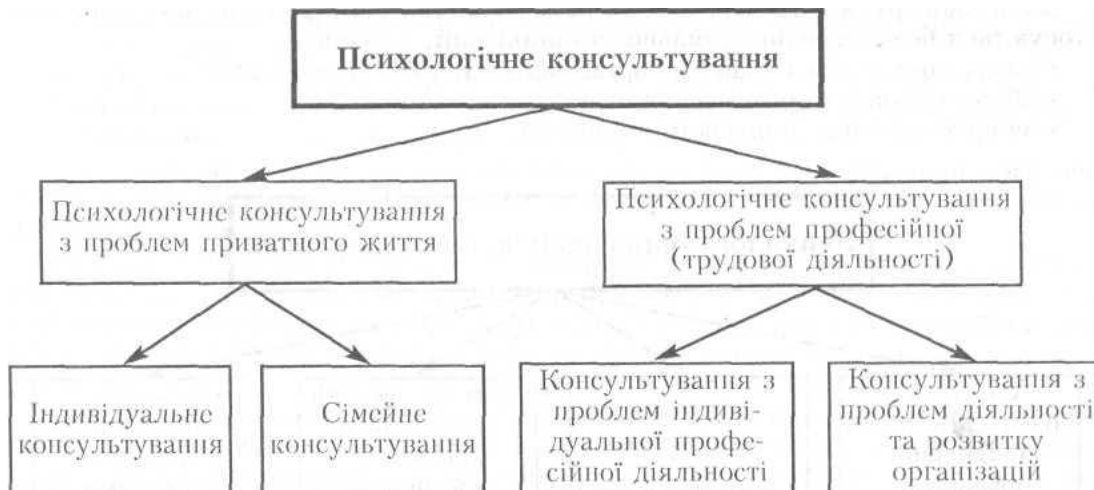 Психологічне консультування
Психологічне консультування
з проблем приватного життя
Психологічне консультування
з проблем професійної
(трудової діяльності)
Індивідуальне
консультування
Сімейне
консультування
Консультування з
проблем індиві-
дуальної профе-
сійної діяльності
Консультування з
проблем діяльності
та розвитку
організацій